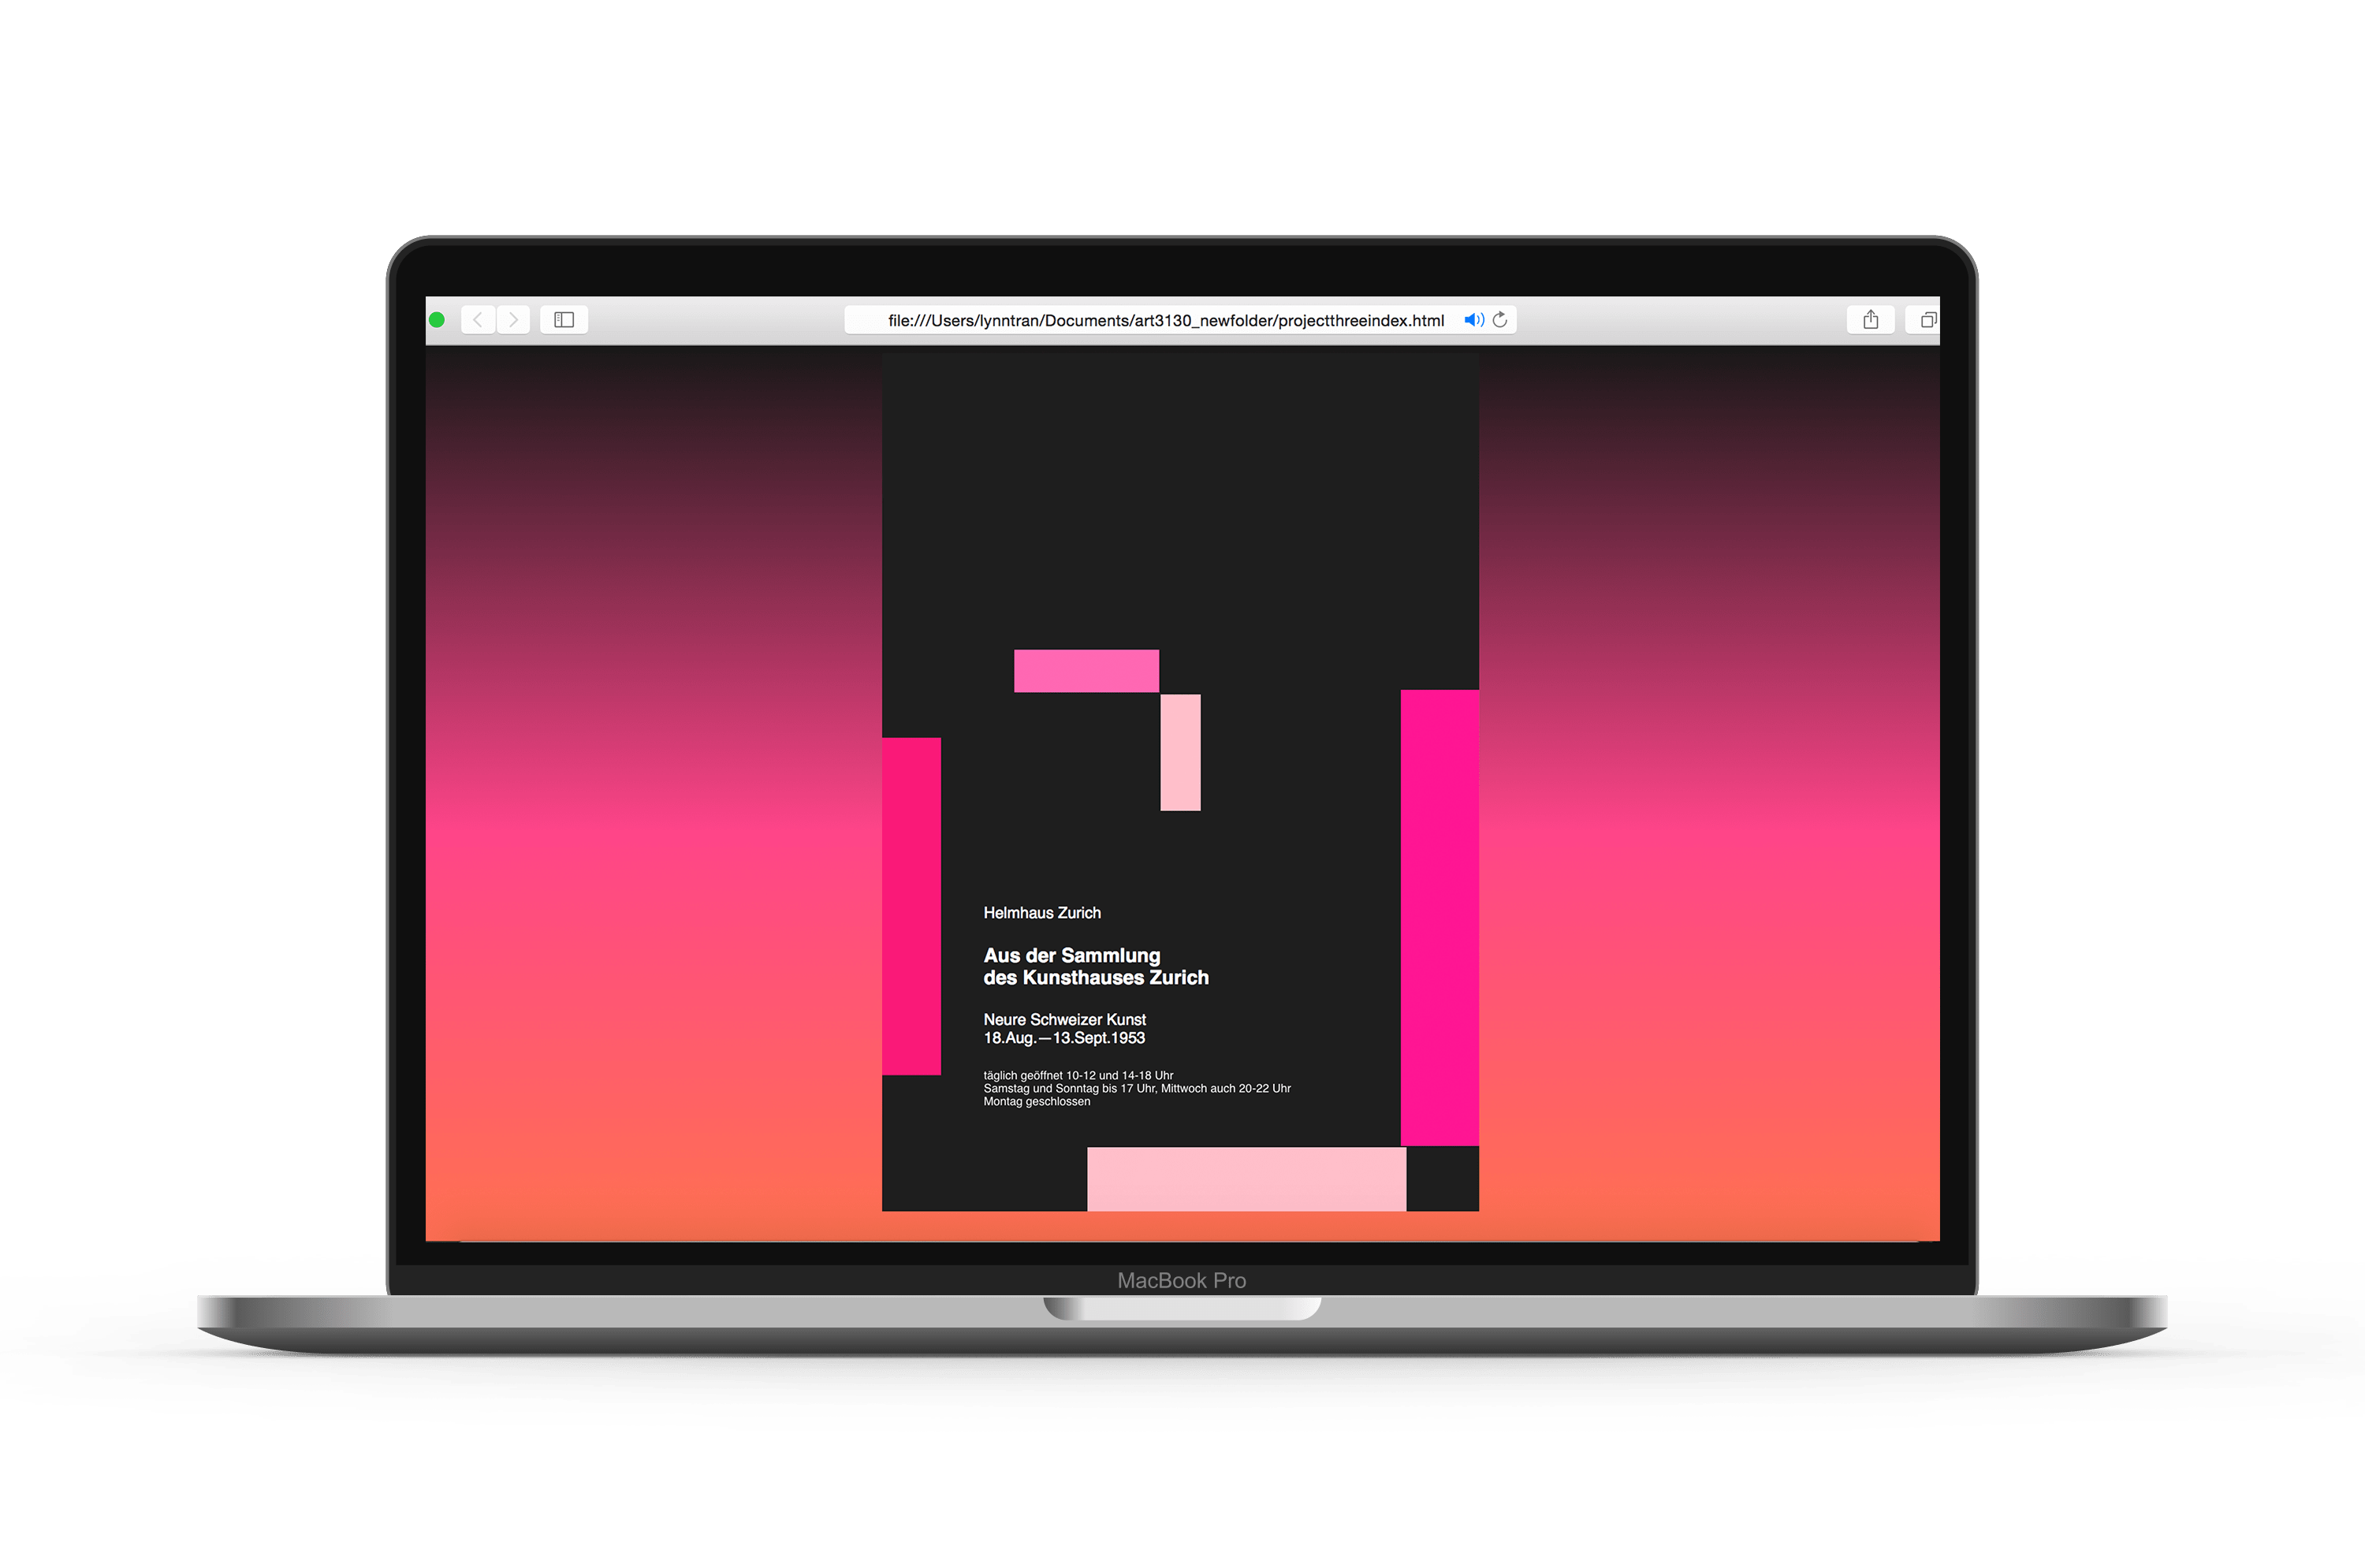 file:///Users/lynntran/Documents/art3130_newfolder/projectthreeindex.html
Helmhaus Zurich
Aus der Sammlung
des Kunsthauses Zurich
Neure Schweizer Kunst
18.Aug.—13.Sept.1953
täglich geöffnet 10-12 und 14-18 Uhr
Samstag und Sonntag bis 17 Uhr, Mittwoch auch 20-22 Uhr
Montag geschlossen
MacBook Pro